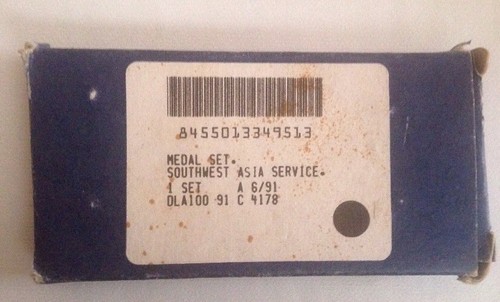 8455013349513
MEDAL SET.
SOUTHWEST ASIA SERVICE.
1 SET A 6/91
DLA100 91 C 4178